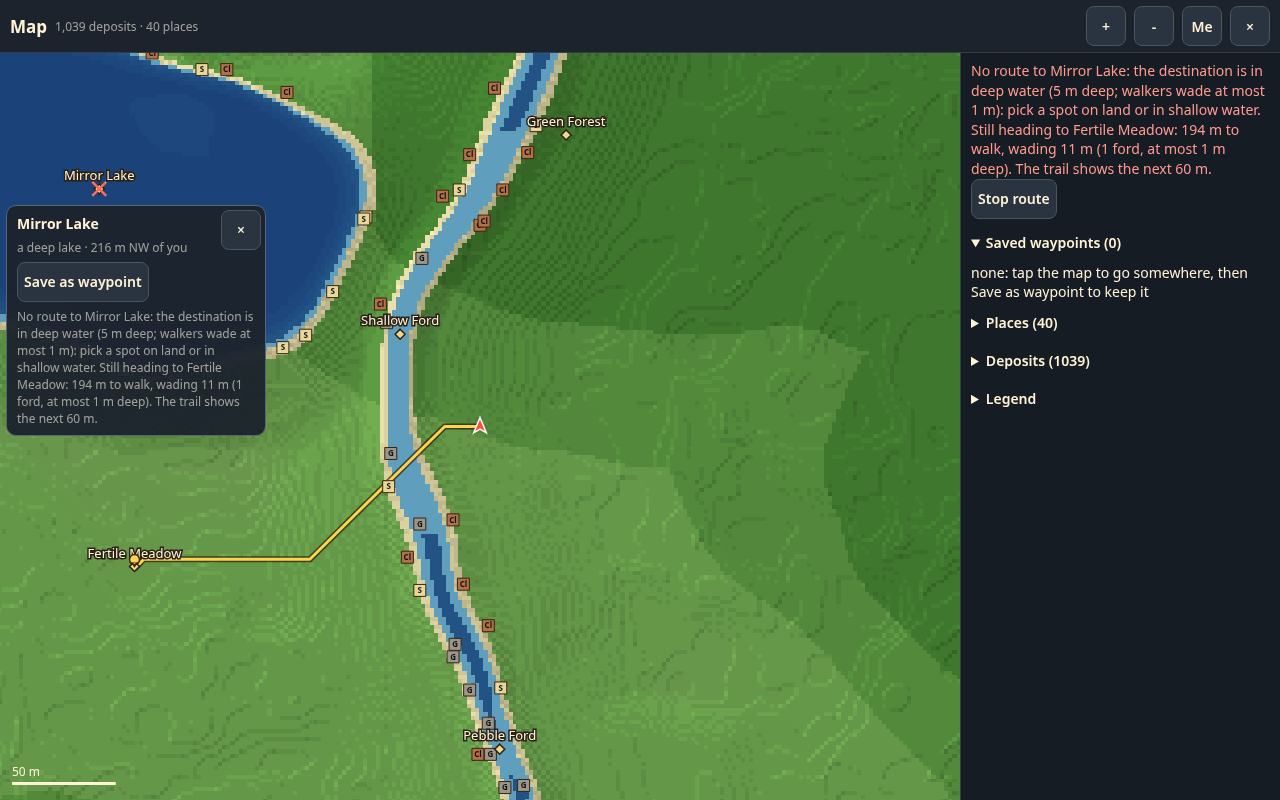 Map 1,039 deposits · 40 places
+ - Me ×
Green Forest
Mirror Lake
Mirror Lake
×
a deep lake · 216 m NW of you
Save as waypoint
No route to Mirror Lake: the destination is
in deep water (5 m deep; walkers wade at
most 1 m): pick a spot on land or in
shallow water. Still heading to Fertile
Meadow: 194 m to walk, wading 11 m (1
ford, at most 1 m deep). The trail shows
the next 60 m.
Shallow Ford
Fertile Meadow
Pebble Ford
50 m
No route to Mirror Lake: the destination is in
deep water (5 m deep; walkers wade at most
1 m): pick a spot on land or in shallow water.
Still heading to Fertile Meadow: 194 m to
walk, wading 11 m (1 ford, at most 1 m
deep). The trail shows the next 60 m.
Stop route
▼ Saved waypoints (0)
none: tap the map to go somewhere, then
Save as waypoint to keep it
▶ Places (40)
▶ Deposits (1039)
▶ Legend